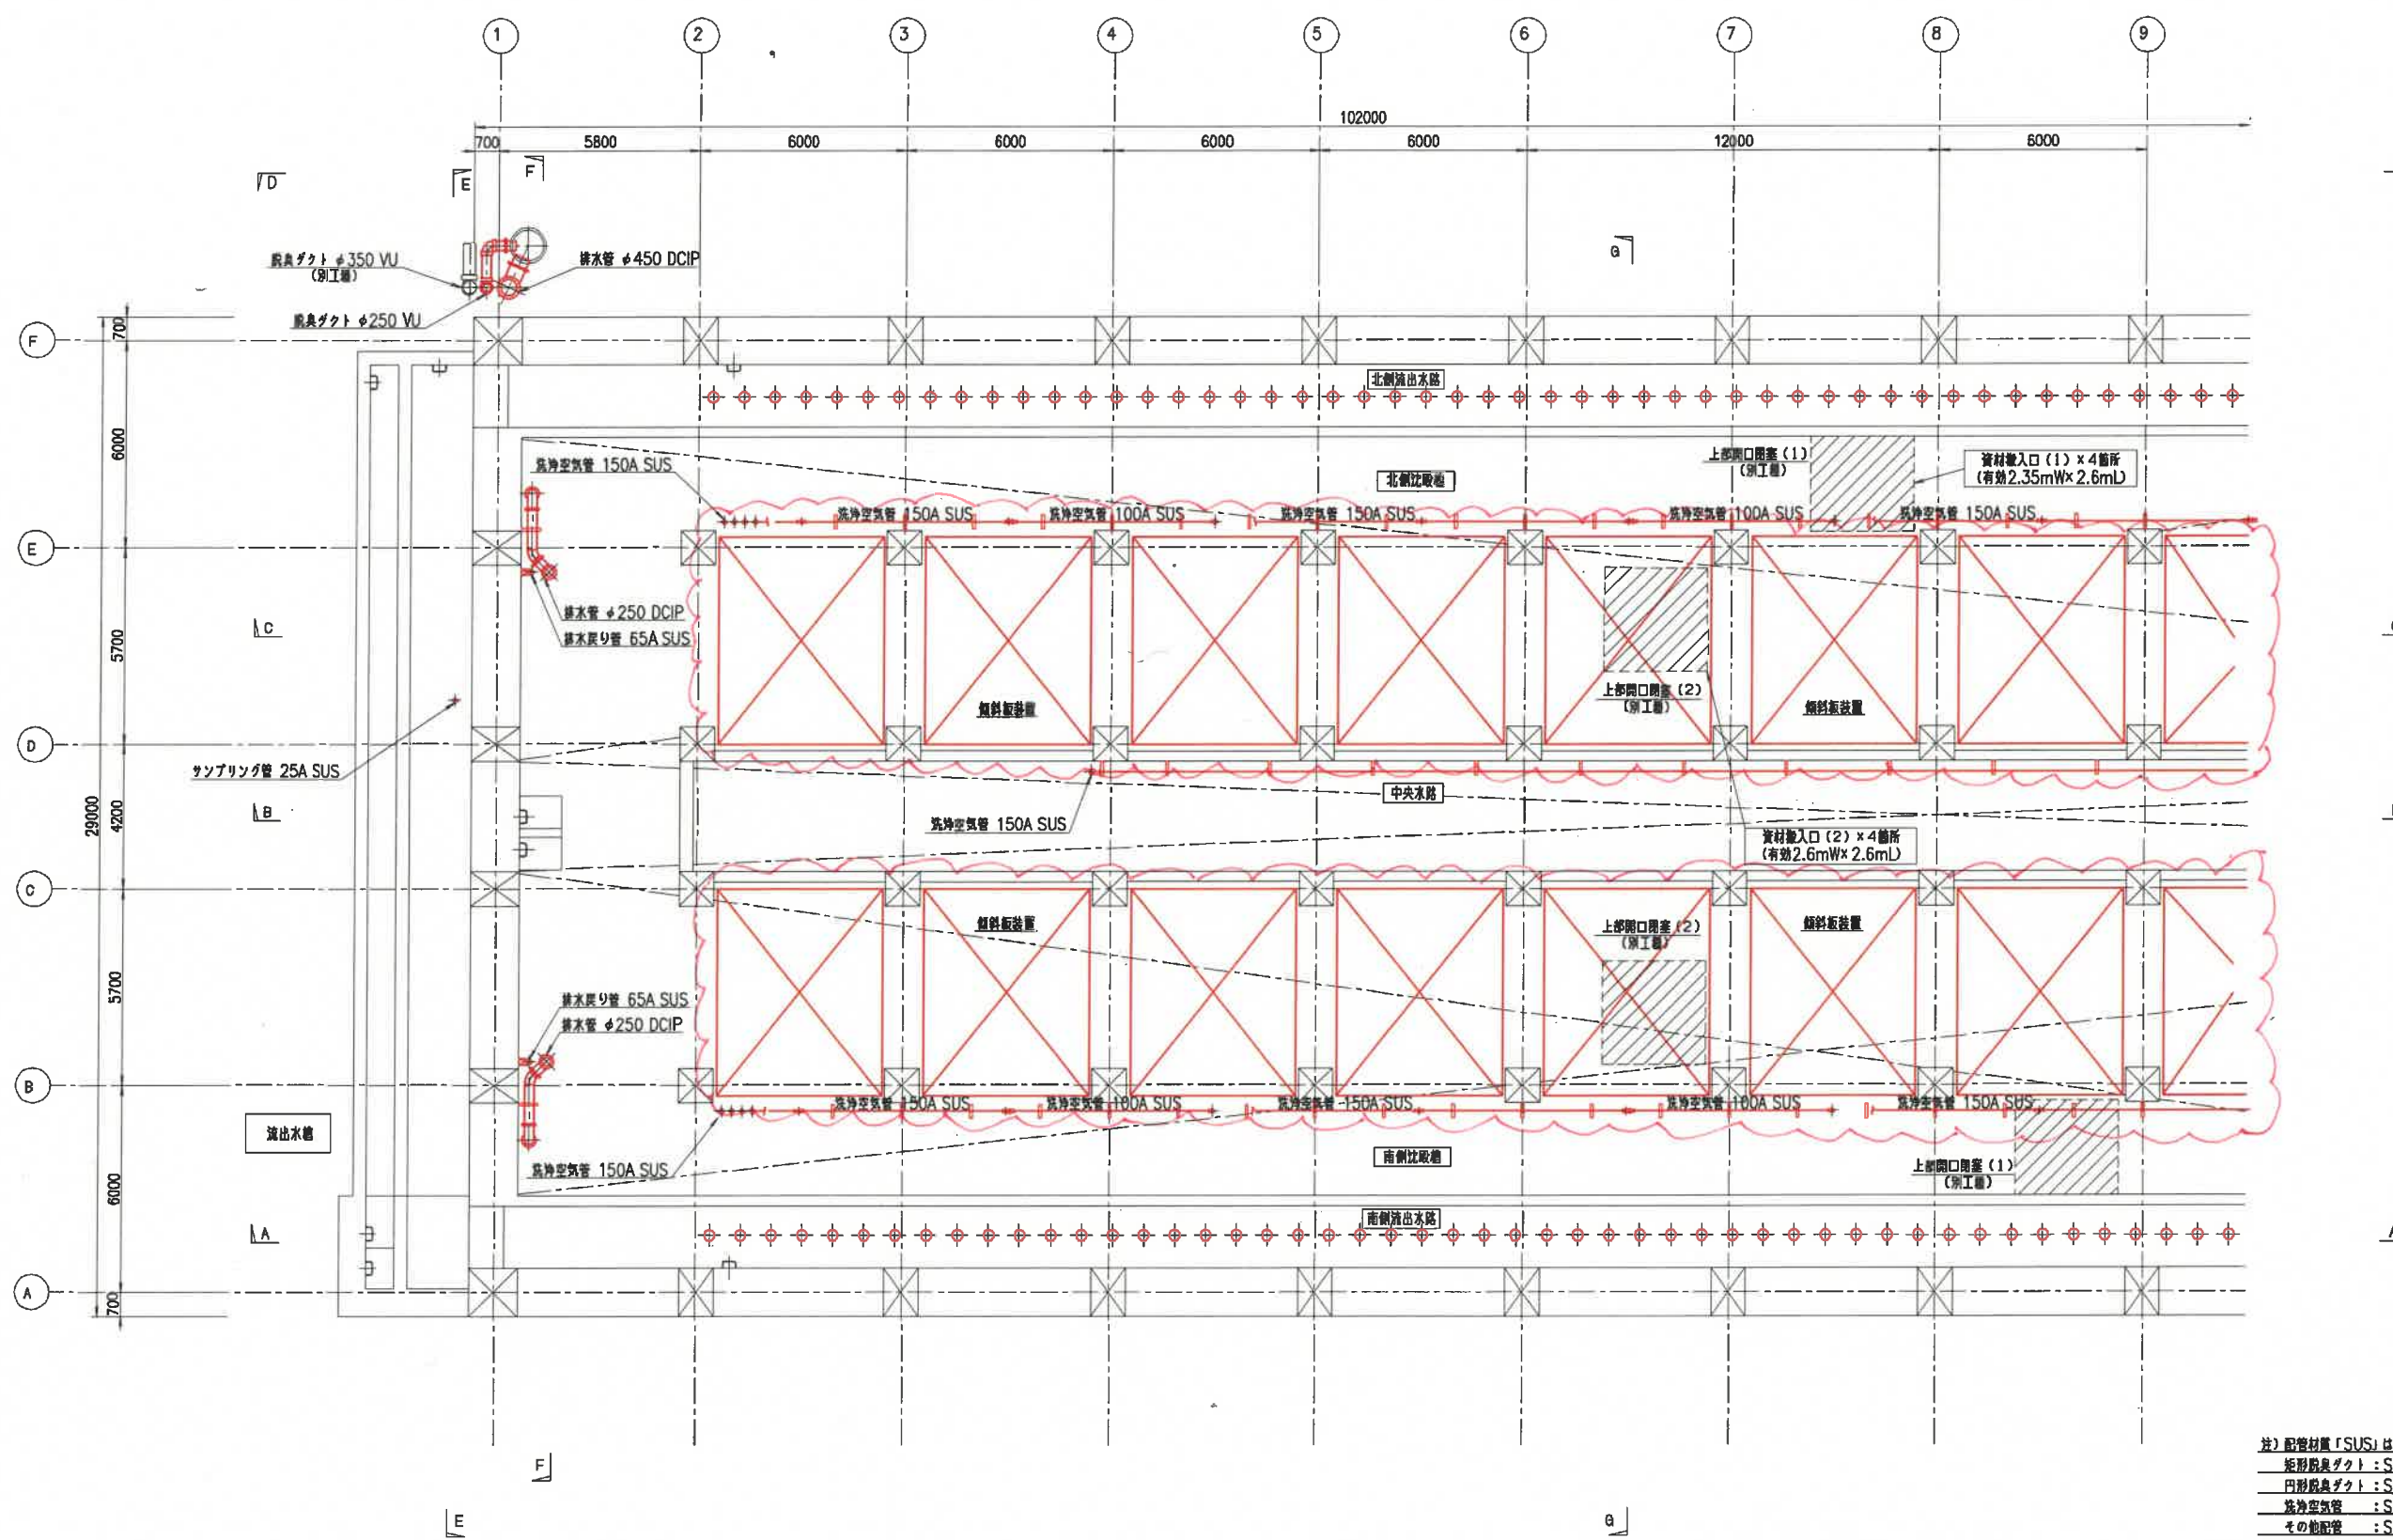 1 2 3 4 5 6 7 8 9
102000
700 5800 6000 6000 6000 6000 12000 6000
D E F
G
脱臭ダクト φ350 VU
(別工種)
排水管 φ450 DCIP
脱臭ダクト φ250 VU
F
700
北側流出水路
6000
洗浄空気管 150A SUS
北側沈殿槽
上部開口閉塞 (1)
(別工種)
資材搬入口 (1) × 4箇所
(有効2.35mW× 2.6mL)
洗浄空気管 150A SUS 洗浄空気管 100A SUS 洗浄空気管 150A SUS 洗浄空気管 100A SUS 洗浄空気管 150A SUS
E
排水管 φ250 DCIP
排水戻り管 65A SUS
C
5700
上部開口閉塞 (2)
(別工種)
傾斜板装置 傾斜板装置
D
サンプリング管 25A SUS
中央水路
B
29000
4200
洗浄空気管 150A SUS
資材搬入口 (2) × 4箇所
(有効2.6mW× 2.6mL)
C
傾斜板装置 傾斜板装置
上部開口閉塞 (2)
(別工種)
5700
排水戻り管 65A SUS
排水管 φ250 DCIP
B
洗浄空気管 150A SUS 洗浄空気管 100A SUS 洗浄空気管 150A SUS 洗浄空気管 100A SUS 洗浄空気管 150A SUS
流出水槽
洗浄空気管 150A SUS
南側沈殿槽
上部開口閉塞 (1)
(別工種)
6000
南側流出水路
A
A
700
F
E
G
注) 配管材質「SUS」は
矩形脱臭ダクト : S
円形脱臭ダクト : S
洗浄空気管 : S
その他配管 : S